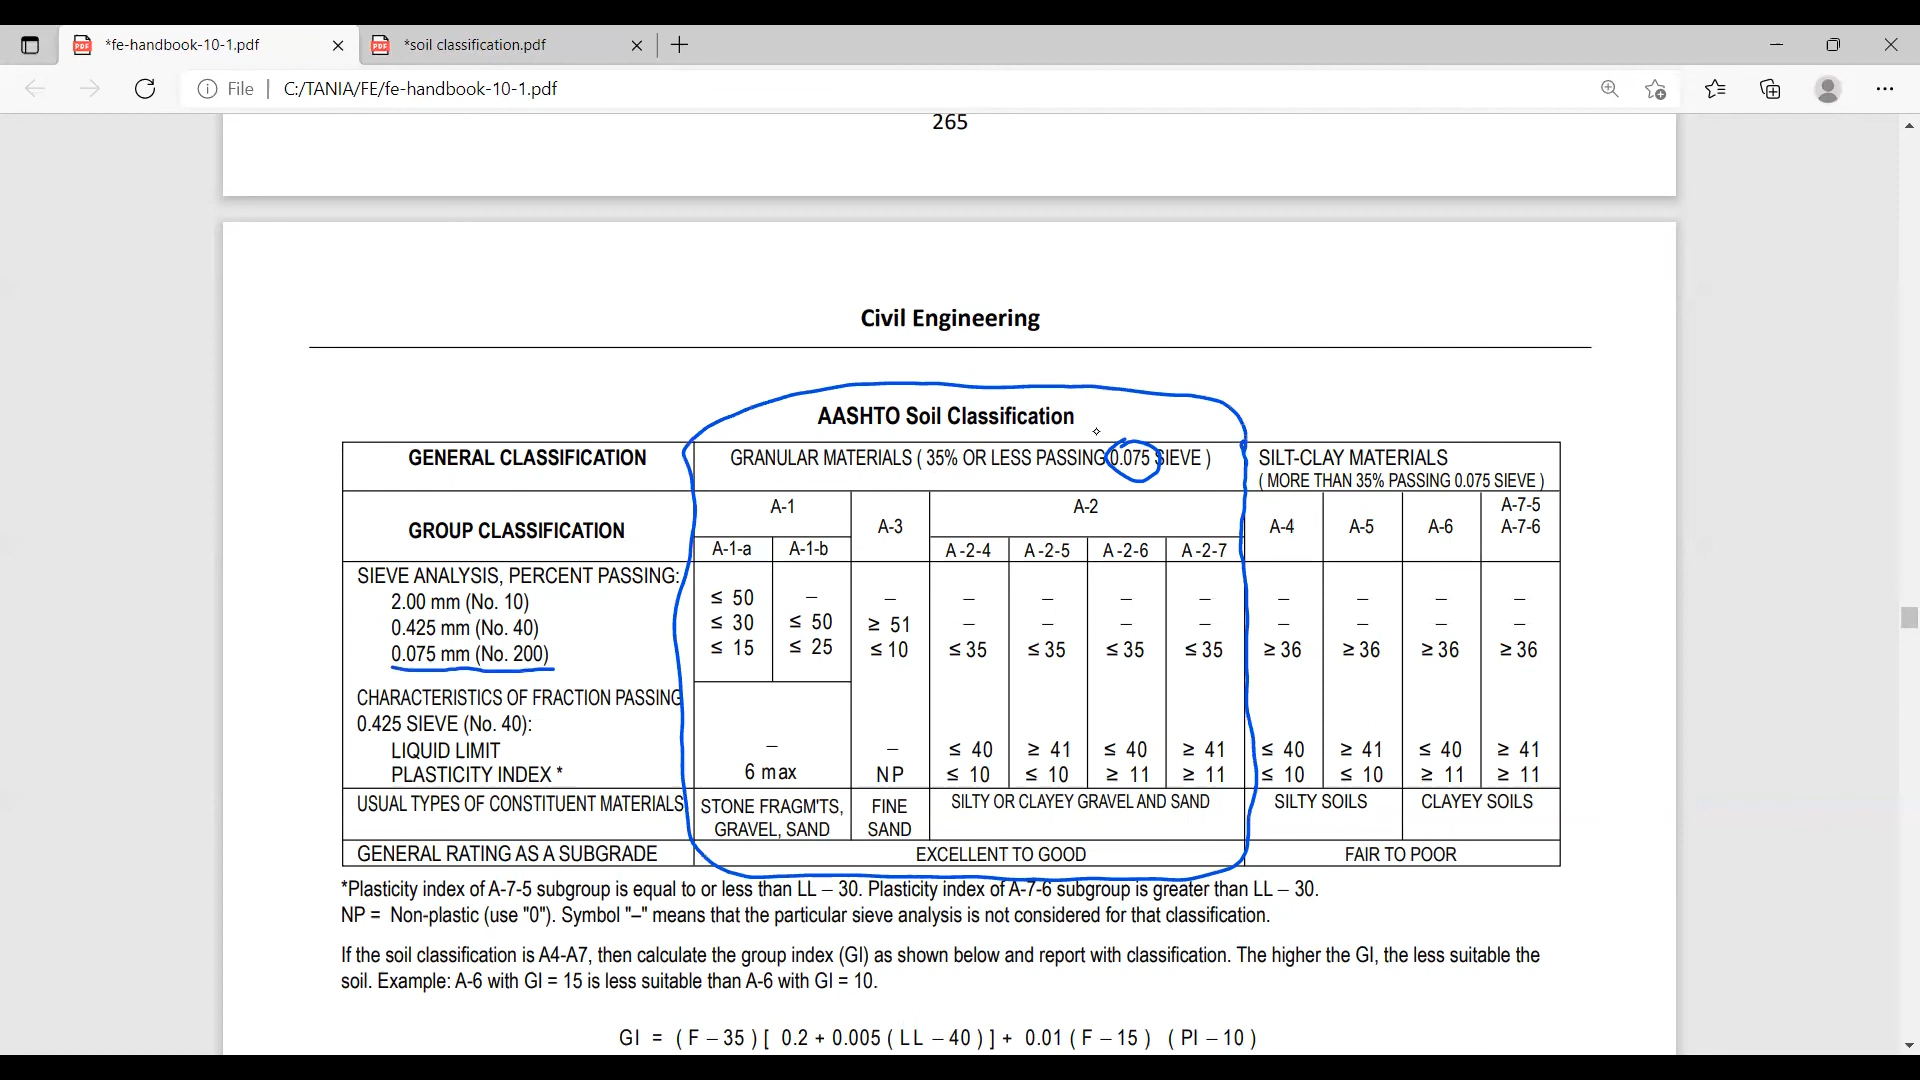 *fe-handbook-10-1.pdf
*soil classification.pdf
File | C:/TANIA/FE/fe-handbook-10-1.pdf
265
Civil Engineering
AASHTO Soil Classification
GENERAL CLASSIFICATION GRANULAR MATERIALS ( 35% OR LESS PASSING 0.075 SIEVE ) SILT-CLAY MATERIALS
( MORE THAN 35% PASSING 0.075 SIEVE )
GROUP CLASSIFICATION A-1 A-3 A-2 A-4 A-5 A-6 A-7-5
A-7-6
A-1-a A-1-b A -2-4 A -2-5 A -2-6 A -2-7
SIEVE ANALYSIS, PERCENT PASSING:
2.00 mm (No. 10) ≤ 50 – – – – – – – – – –
0.425 mm (No. 40) ≤ 30 ≤ 50 ≥ 51 – – – – – – – –
0.075 mm (No. 200) ≤ 15 ≤ 25 ≤ 10 ≤ 35 ≤ 35 ≤ 35 ≤ 35 ≥ 36 ≥ 36 ≥ 36 ≥ 36
CHARACTERISTICS OF FRACTION PASSING
0.425 SIEVE (No. 40):
LIQUID LIMIT – – ≤ 40 ≥ 41 ≤ 40 ≥ 41 ≤ 40 ≥ 41 ≤ 40 ≥ 41
PLASTICITY INDEX * 6 max NP ≤ 10 ≤ 10 ≥ 11 ≥ 11 ≤ 10 ≤ 10 ≥ 11 ≥ 11
USUAL TYPES OF CONSTITUENT MATERIALS STONE FRAGM'TS, FINE SILTY OR CLAYEY GRAVEL AND SAND SILTY SOILS CLAYEY SOILS
GRAVEL, SAND SAND
GENERAL RATING AS A SUBGRADE EXCELLENT TO GOOD FAIR TO POOR
*Plasticity index of A-7-5 subgroup is equal to or less than LL – 30. Plasticity index of A-7-6 subgroup is greater than LL – 30.
NP = Non-plastic (use "0"). Symbol "–" means that the particular sieve analysis is not considered for that classification.
If the soil classification is A4-A7, then calculate the group index (GI) as shown below and report with classification. The higher the GI, the less suitable the
soil. Example: A-6 with GI = 15 is less suitable than A-6 with GI = 10.
GI = ( F – 35 ) [ 0.2 + 0.005 ( LL – 40 ) ] + 0.01 ( F – 15 ) ( PI – 10 )